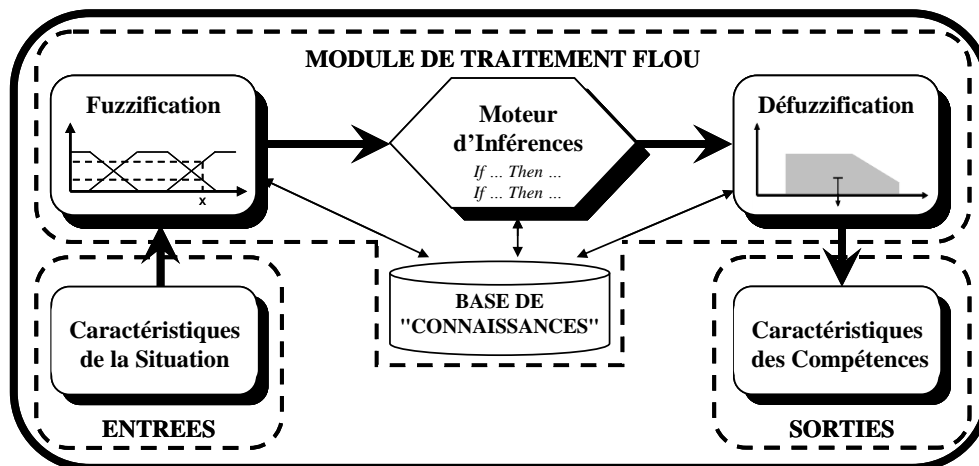 MODULE DE TRAITEMENT FLOU
Fuzzification
x
Moteur
d'Inférences
If ... Then ...
If ... Then ...
Défuzzification
BASE DE
"CONNAISSANCES"
Caractéristiques
de la Situation
ENTREES
Caractéristiques
des Compétences
SORTIES